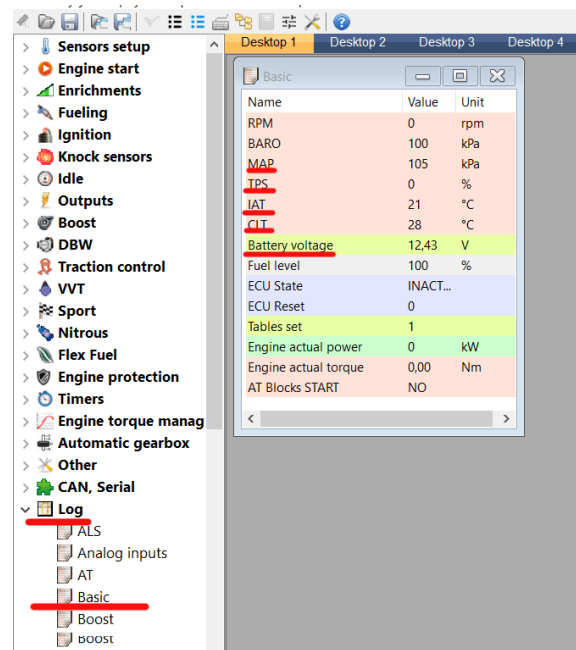 Desktop 1 Desktop 2 Desktop 3 Desktop 4
Sensors setup
Engine start
Enrichments
Fueling
Ignition
Knock sensors
Idle
Outputs
Boost
DBW
Traction control
VVT
Sport
Nitrous
Flex Fuel
Engine protection
Timers
Engine torque manag
Automatic gearbox
Other
CAN, Serial
Log
ALS
Analog inputs
AT
Basic
Boost
Boost
Basic
Name Value Unit
RPM 0 rpm
BARO 100 kPa
MAP 105 kPa
TPS 0 %
IAT 21 °C
CLT 28 °C
Battery voltage 12,43 V
Fuel level 100 %
ECU State INACT...
ECU Reset 0
Tables set 1
Engine actual power 0 kW
Engine actual torque 0,00 Nm
AT Blocks START NO